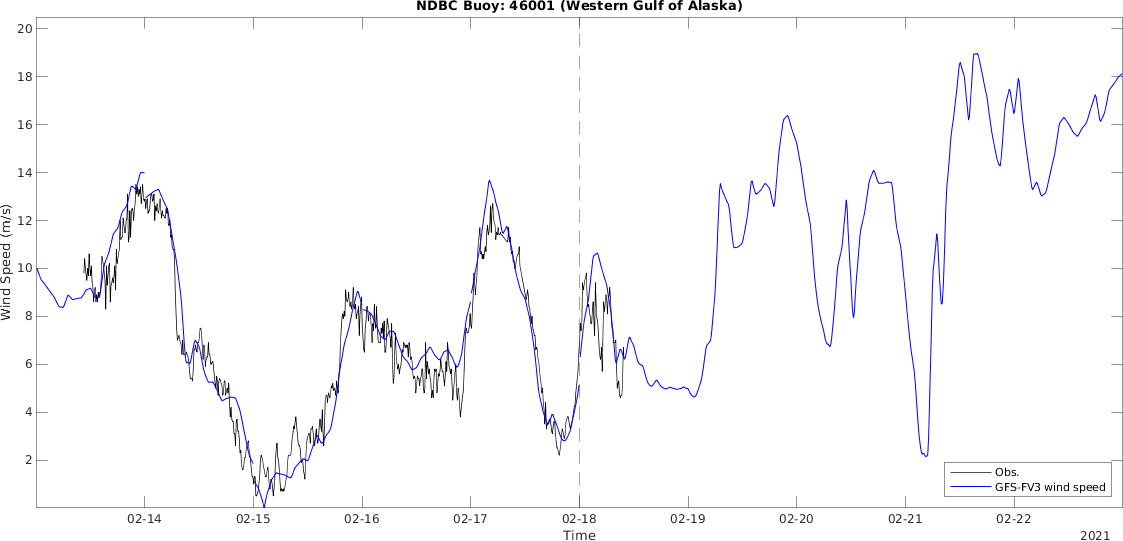 NDBC Buoy: 46001 (Western Gulf of Alaska)
20
18
16
14
12
10
8
6
4
2
Wind Speed (m/s)
Obs.
GFS-FV3 wind speed
02-14 02-15 02-16 02-17 02-18 02-19 02-20 02-21 02-22
Time
2021